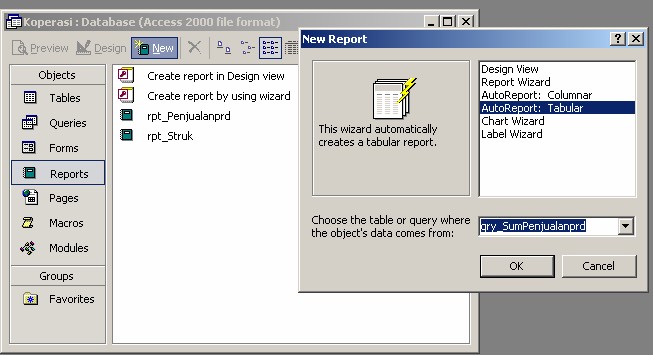 Koperasi : Database (Access 2000 file format)
Preview Design New
Objects
Tables
Queries
Forms
Reports
Pages
Macros
Modules
Groups
Favorites
Create report in Design view
Create report by using wizard
rpt_Penjualanprd
rpt_Struk
New Report
This wizard automatically
creates a tabular report.
Design View
Report Wizard
AutoReport: Columnar
AutoReport: Tabular
Chart Wizard
Label Wizard
Choose the table or query where
the object's data comes from:
qry_SumPenjualanprd
OK Cancel